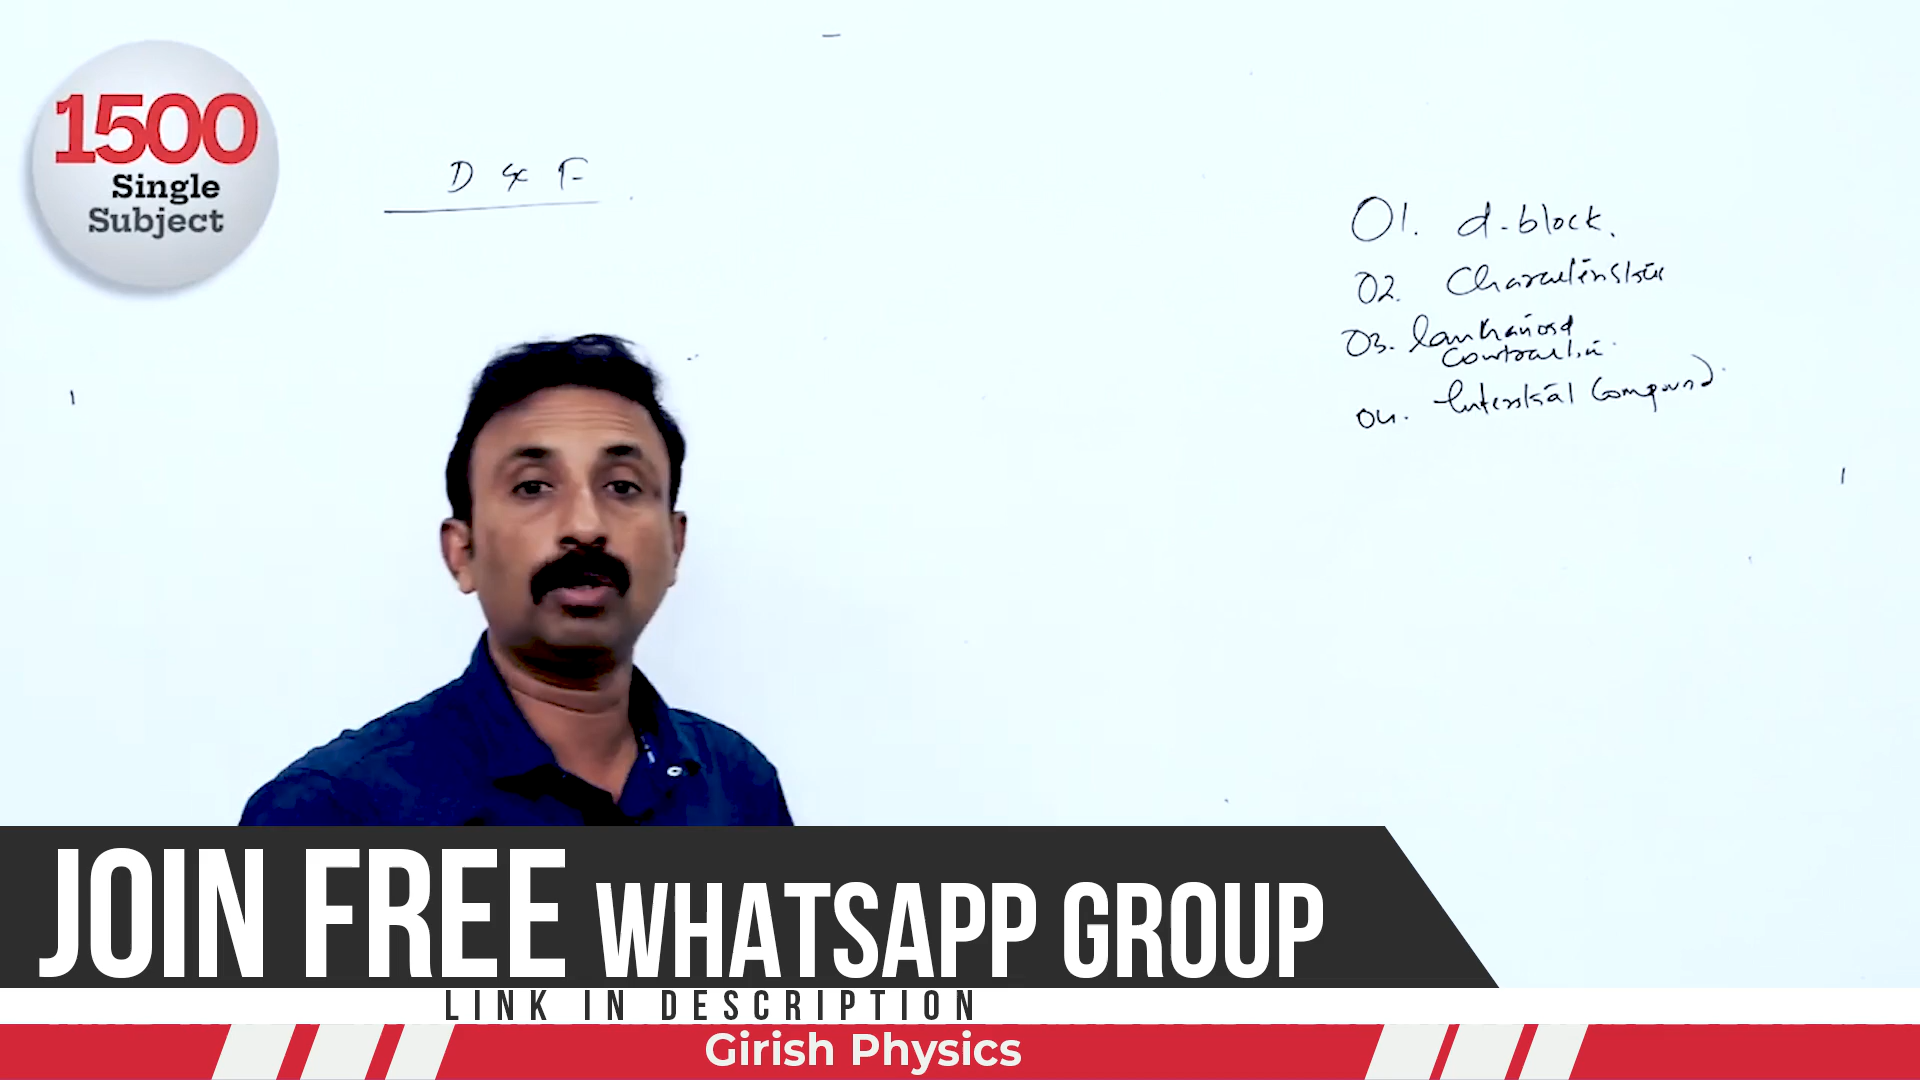 1500
Single
Subject
D & F
01. d-block.
02. Characteristic
03. lanthanoid
contraction.
04. Interstitial Compound.
JOIN FREE WHATSAPP GROUP
LINK IN DESCRIPTION
Girish Physics